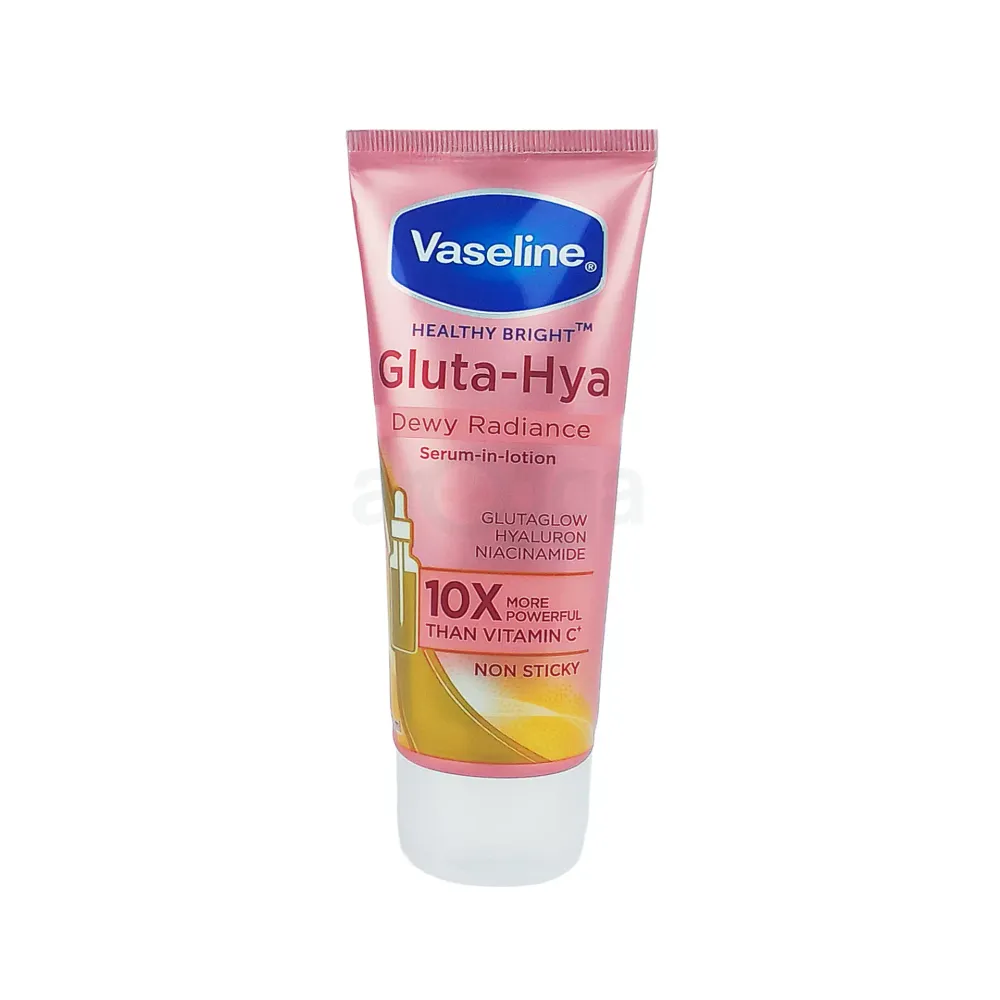 Vaseline®
HEALTHY BRIGHT™
Gluta-Hya
Dewy Radiance
Serum-in-lotion
GLUTAGLOW
HYALURON
NIACINAMIDE
10X MORE
POWERFUL
THAN VITAMIN C⁺
NON STICKY
ml